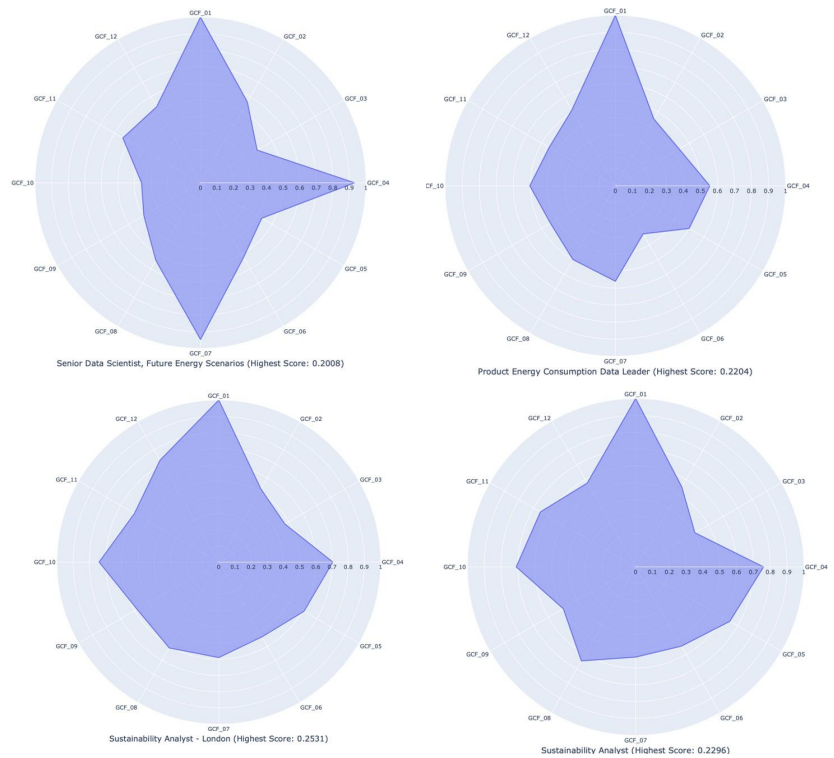 GCF_01
GCF_12 GCF_02
GCF_11 GCF_03
GCF_10 0 0.1 0.2 0.3 0.4 0.5 0.6 0.7 0.8 0.9 1 GCF_04
GCF_09 GCF_05
GCF_08 GCF_06
GCF_07
Senior Data Scientist, Future Energy Scenarios (Highest Score: 0.2008)
GCF_01
GCF_12 GCF_02
GCF_11 GCF_03
CF_10 0 0.1 0.2 0.3 0.4 0.5 0.6 0.7 0.8 0.9 1 GCF_04
GCF_09 GCF_05
GCF_08 GCF_06
GCF_07
Product Energy Consumption Data Leader (Highest Score: 0.2204)
GCF_01
GCF_12 GCF_02
GCF_11 GCF_03
GCF_10 0 0.1 0.2 0.3 0.4 0.5 0.6 0.7 0.8 0.9 1 GCF_04
GCF_09 GCF_05
GCF_08 GCF_06
GCF_07
Sustainability Analyst - London (Highest Score: 0.2531)
GCF_01
GCF_12 GCF_02
GCF_11 GCF_03
GCF_10 0 0.1 0.2 0.3 0.4 0.5 0.6 0.7 0.8 0.9 1 GCF_04
GCF_09 GCF_05
GCF_08 GCF_06
GCF_07
Sustainability Analyst (Highest Score: 0.2296)